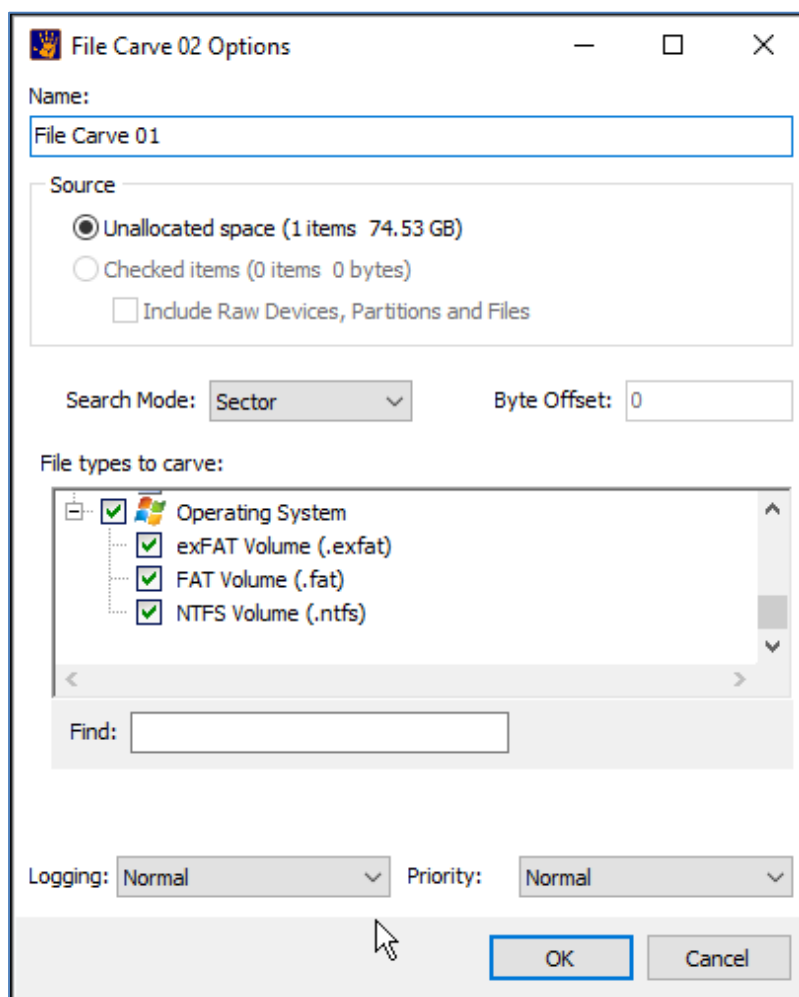 File Carve 02 Options
Name:
File Carve 01
Source
Unallocated space (1 items  74.53 GB)
Checked items (0 items  0 bytes)
Include Raw Devices, Partitions and Files
Search Mode: Sector Byte Offset: 0
File types to carve:
Operating System
exFAT Volume (.exfat)
FAT Volume (.fat)
NTFS Volume (.ntfs)
Find:
Logging: Normal Priority: Normal
OK Cancel